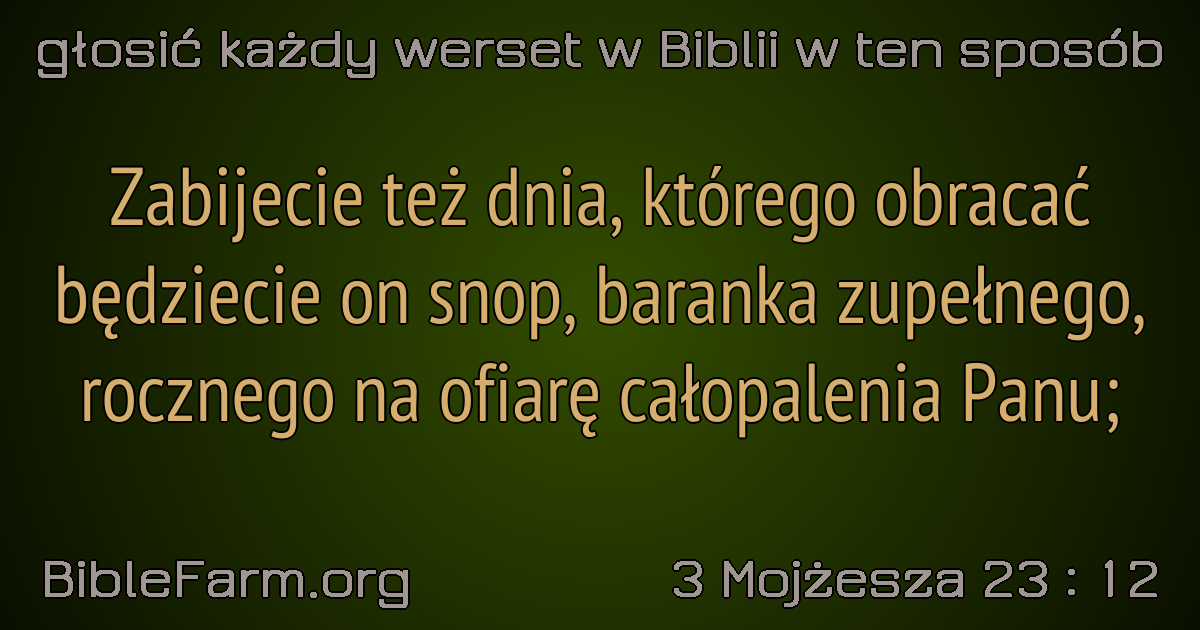 głosić każdy werset w Biblii w ten sposób
Zabijecie też dnia, którego obracać
będziecie on snop, baranka zupełnego,
rocznego na ofiarę całopalenia Panu;
BibleFarm.org
3 Mojżesza 23 : 12